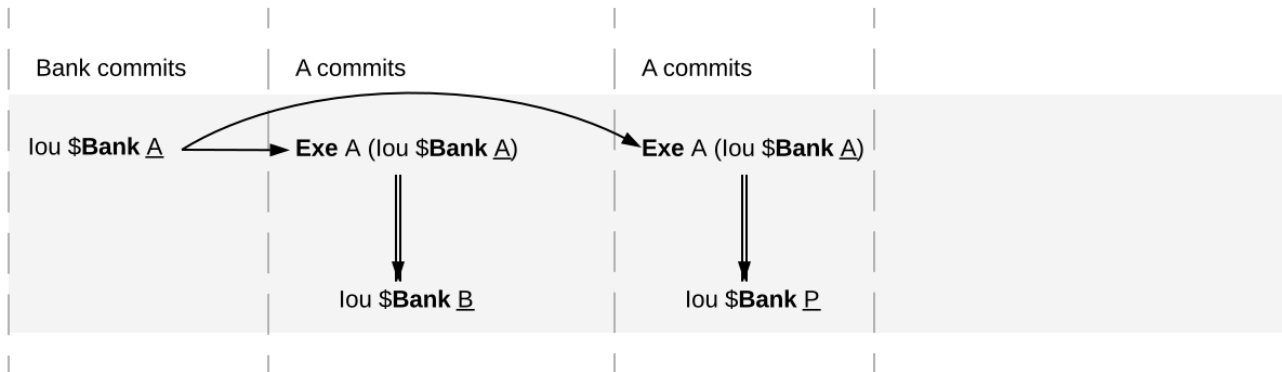 Bank commits
A commits
A commits
Iou $Bank A
Exe A (Iou $Bank A)
Exe A (Iou $Bank A)
Iou $Bank B
Iou $Bank P